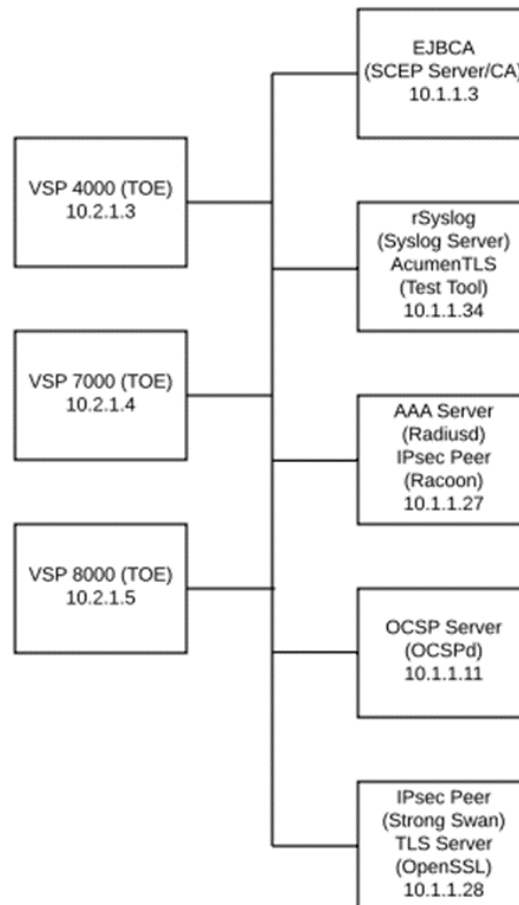 EJBCA
(SCEP Server/CA)
10.1.1.3
VSP 4000 (TOE)
10.2.1.3
rSyslog
(Syslog Server)
AcumenTLS
(Test Tool)
10.1.1.34
VSP 7000 (TOE)
10.2.1.4
AAA Server
(Radiusd)
IPsec Peer
(Racoon)
10.1.1.27
VSP 8000 (TOE)
10.2.1.5
OCSP Server
(OCSPd)
10.1.1.11
IPsec Peer
(Strong Swan)
TLS Server
(OpenSSL)
10.1.1.28